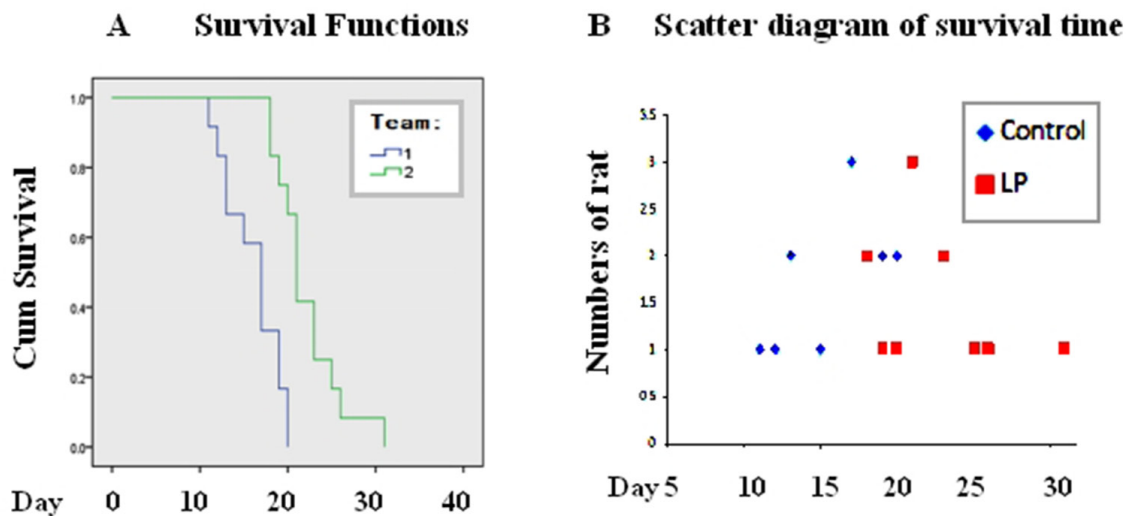 A Survival Functions
Cum Survival
1.0
0.8
0.6
0.4
0.2
0.0
Team:
1
2
Day 0 10 20 30 40
B Scatter diagram of survival time
Numbers of rat
3.5
3
2.5
2
1.5
1
0.5
0
Control
LP
Day 5 10 15 20 25 30